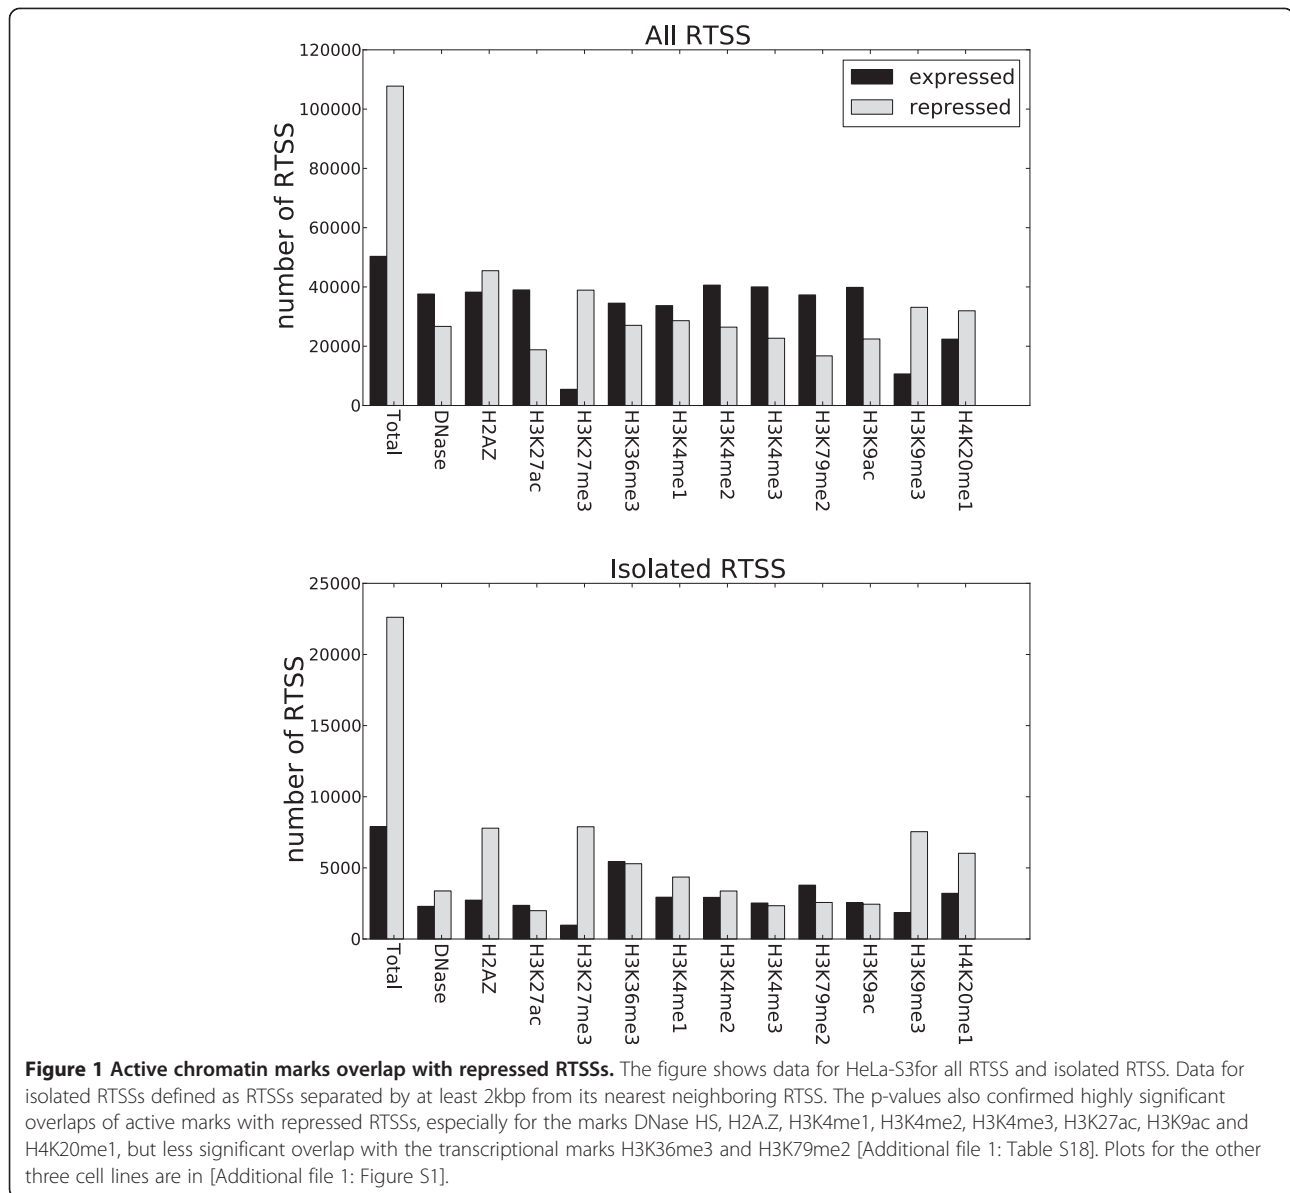 All RTSS
number of RTSS
120000
100000
80000
60000
40000
20000
0
expressed
repressed
Total
DNase
H2AZ
H3K27ac
H3K27me3
H3K36me3
H3K4me1
H3K4me2
H3K4me3
H3K79me2
H3K9ac
H3K9me3
H4K20me1
Isolated RTSS
number of RTSS
25000
20000
15000
10000
5000
0
Total
DNase
H2AZ
H3K27ac
H3K27me3
H3K36me3
H3K4me1
H3K4me2
H3K4me3
H3K79me2
H3K9ac
H3K9me3
H4K20me1
Figure 1 Active chromatin marks overlap with repressed RTSSs. The figure shows data for HeLa-S3for all RTSS and isolated RTSS. Data for
isolated RTSSs defined as RTSSs separated by at least 2kbp from its nearest neighboring RTSS. The p-values also confirmed highly significant
overlaps of active marks with repressed RTSSs, especially for the marks DNase HS, H2A.Z, H3K4me1, H3K4me2, H3K4me3, H3K27ac, H3K9ac and
H4K20me1, but less significant overlap with the transcriptional marks H3K36me3 and H3K79me2 [Additional file 1: Table S18]. Plots for the other
three cell lines are in [Additional file 1: Figure S1].